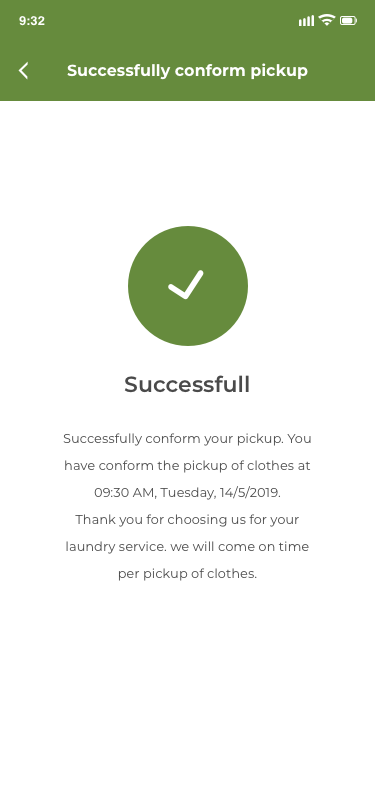 9:32
Successfully conform pickup
Successfull
Successfully conform your pickup. You
have conform the pickup of clothes at
09:30 AM, Tuesday, 14/5/2019.
Thank you for choosing us for your
laundry service. we will come on time
per pickup of clothes.